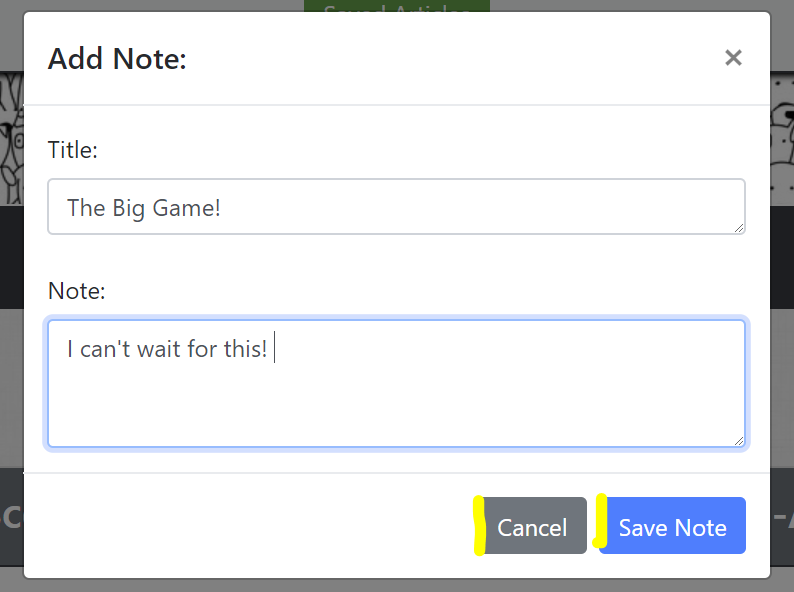 Saved Articles
Add Note:
×
Title:
The Big Game!
Note:
I can't wait for this!
Cancel
Save Note